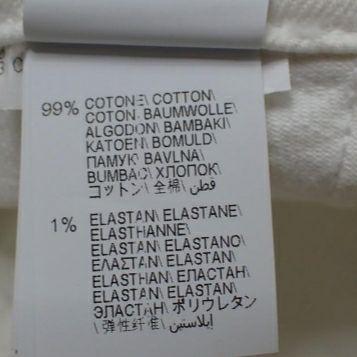 99% COTONE\ COTTON\
COTON\ BAUMWOLLE\
ALGODON\ BAMBAKI\
KATOEN\ BOMULD\
ПАМУК\ BAVLNA\
BUMBAC\ ХЛОПОК\
コットン\ 全棉\ قطن\
1% ELASTAN\ ELASTANE\
ELASTHANNE\
ELASTAN\ ELASTANO\
ΕΛΑΣΤΑΝ\ ELASTAN\
ELASTHAN\ ЕЛАСТАН\
ELASTAN\ ELASTAN\
ЭЛАСТАН\ ポリウレタン
\ 弹性纤维\ إيلاستين\